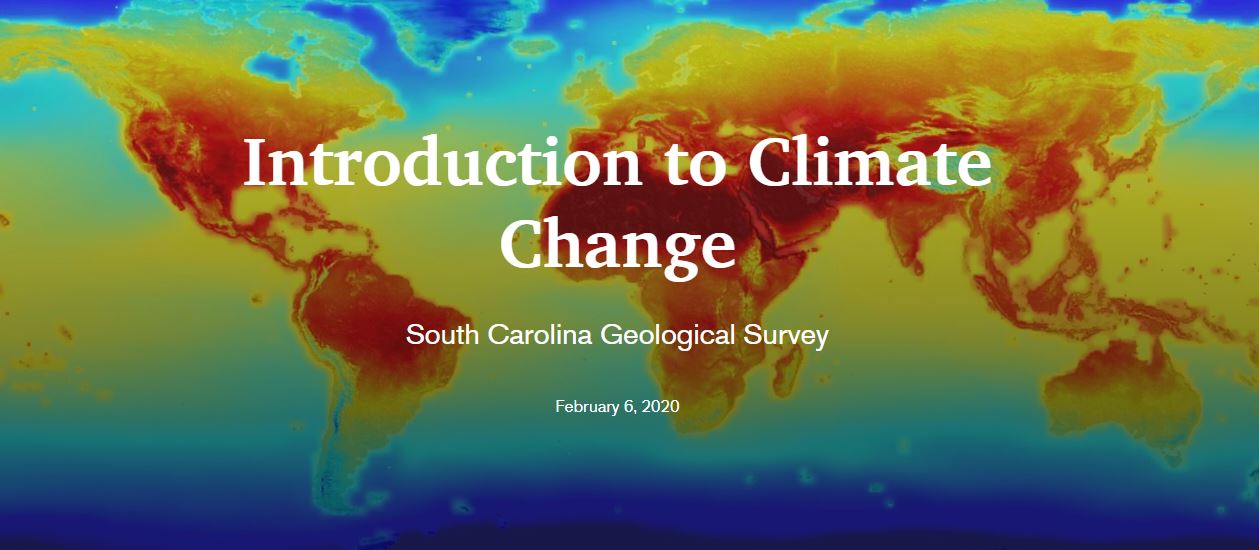 Introduction to Climate
Change
South Carolina Geological Survey
February 6, 2020